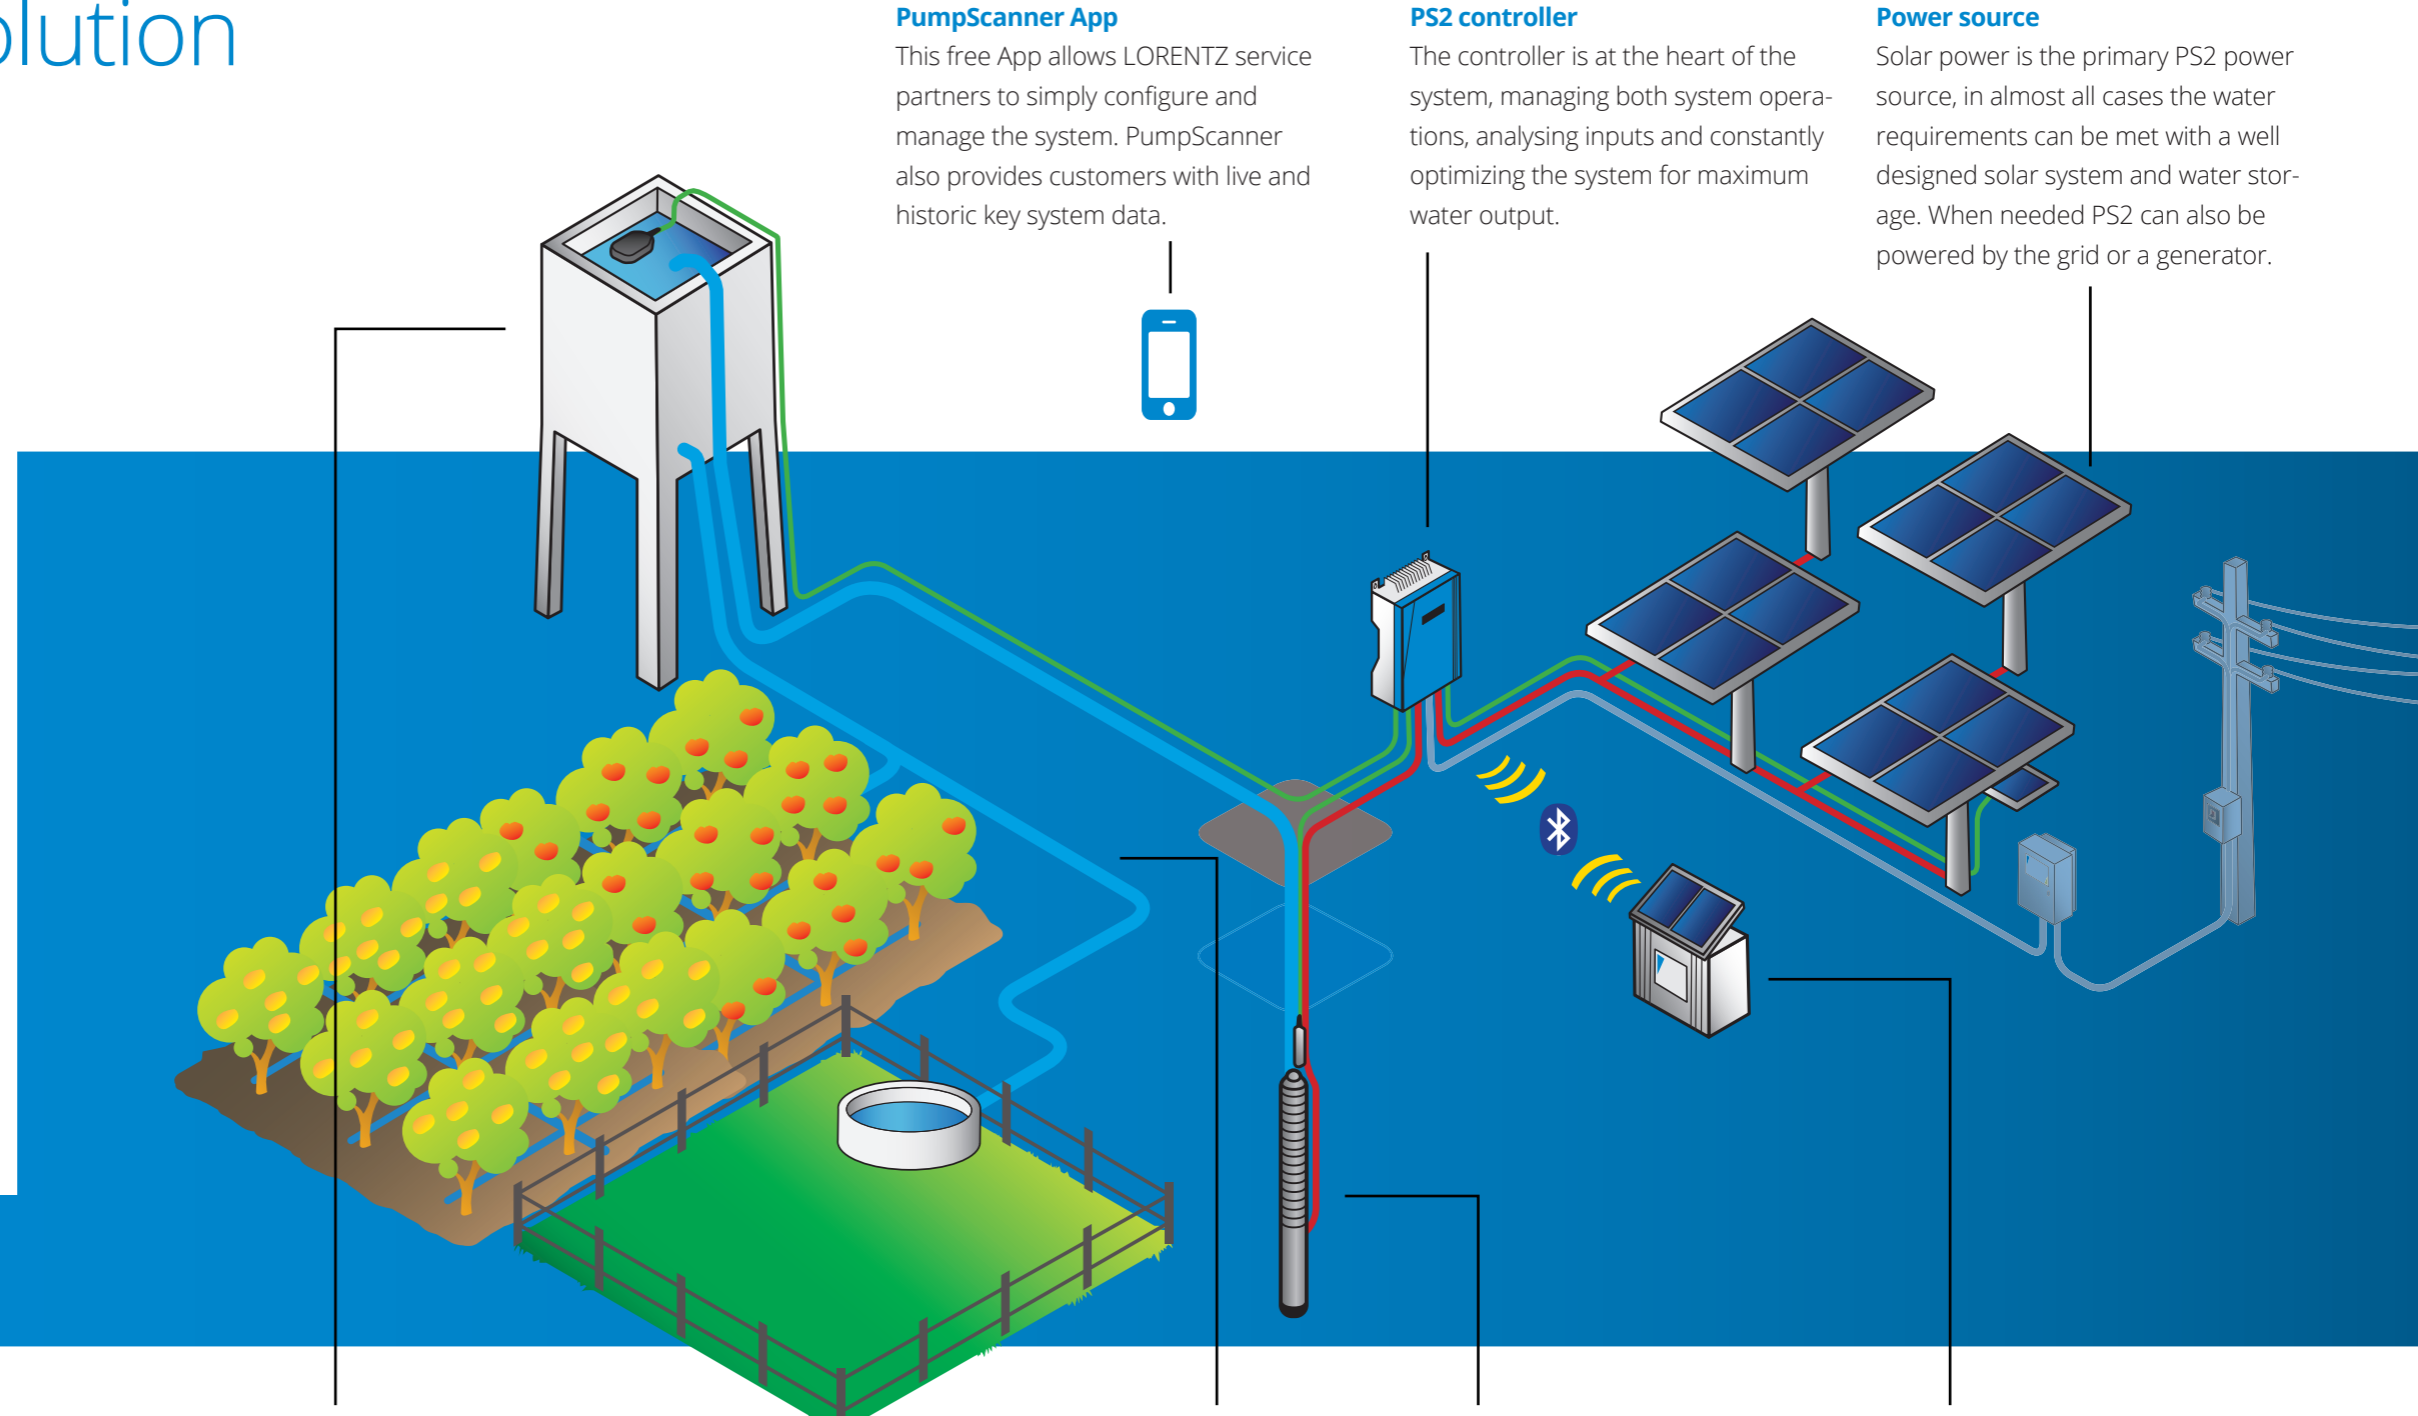 olution
PumpScanner App
This free App allows LORENTZ service
partners to simply configure and
manage the system. PumpScanner
also provides customers with live and
historic key system data.
PS2 controller
The controller is at the heart of the
system, managing both system opera-
tions, analysing inputs and constantly
optimizing the system for maximum
water output.
Power source
Solar power is the primary PS2 power
source, in almost all cases the water
requirements can be met with a well
designed solar system and water stor-
age. When needed PS2 can also be
powered by the grid or a generator.